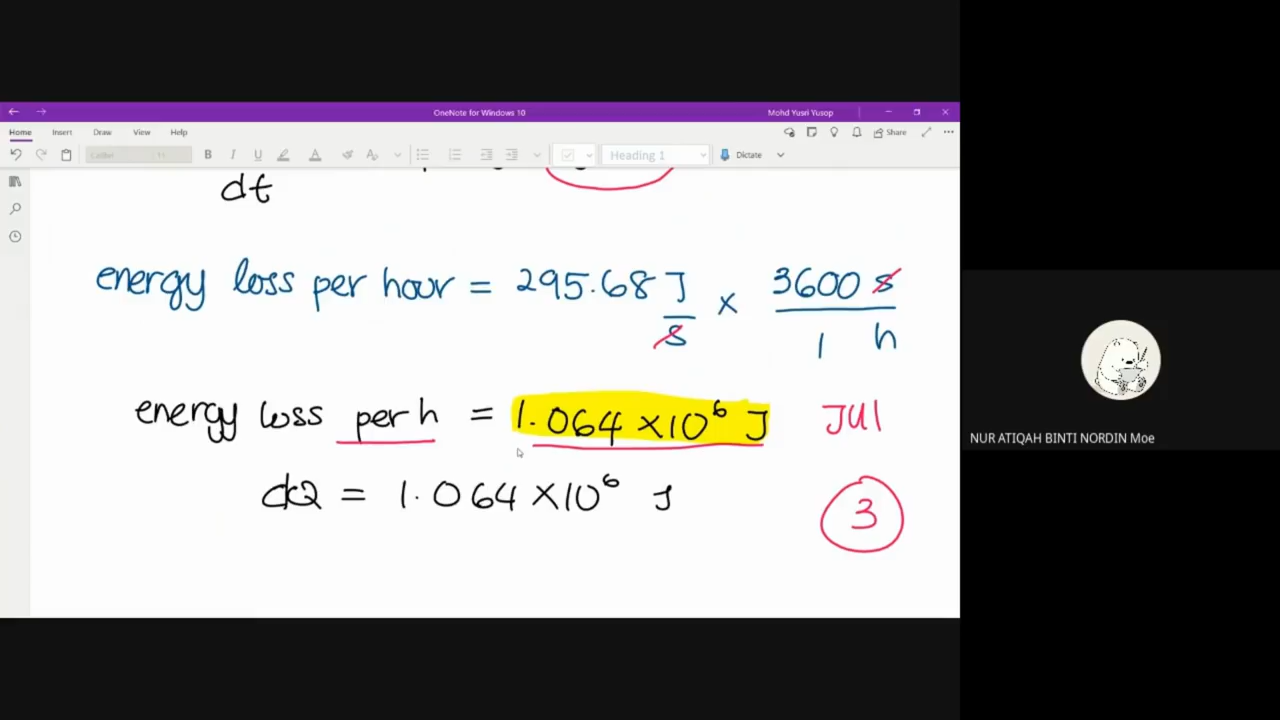 OneNote for Windows 10
Mohd Yusri Yusop
Home Insert Draw View Help
Share
B I U A
Heading 1
Dictate
dt
energy loss per hour = 295.68 J/s × 3600 s / 1 h
energy loss per h = 1.064 ×10⁶ J JUL
dQ = 1.064 ×10⁶ J
3
NUR ATIQAH BINTI NORDIN Moe